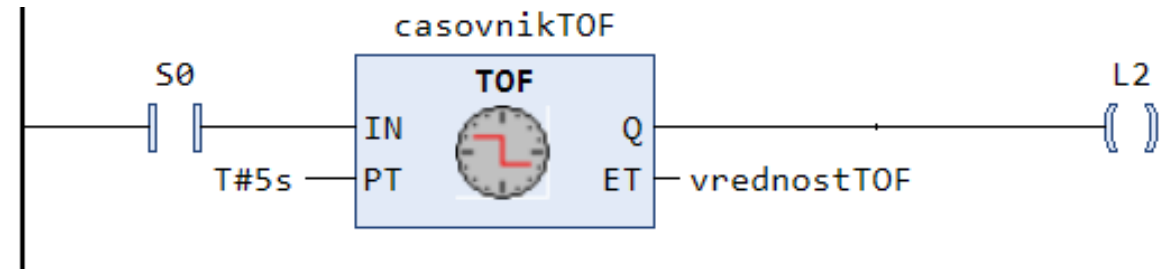 casovnikTOF
S0
TOF
L2
IN
Q
T#5s
PT
ET
vrednostTOF